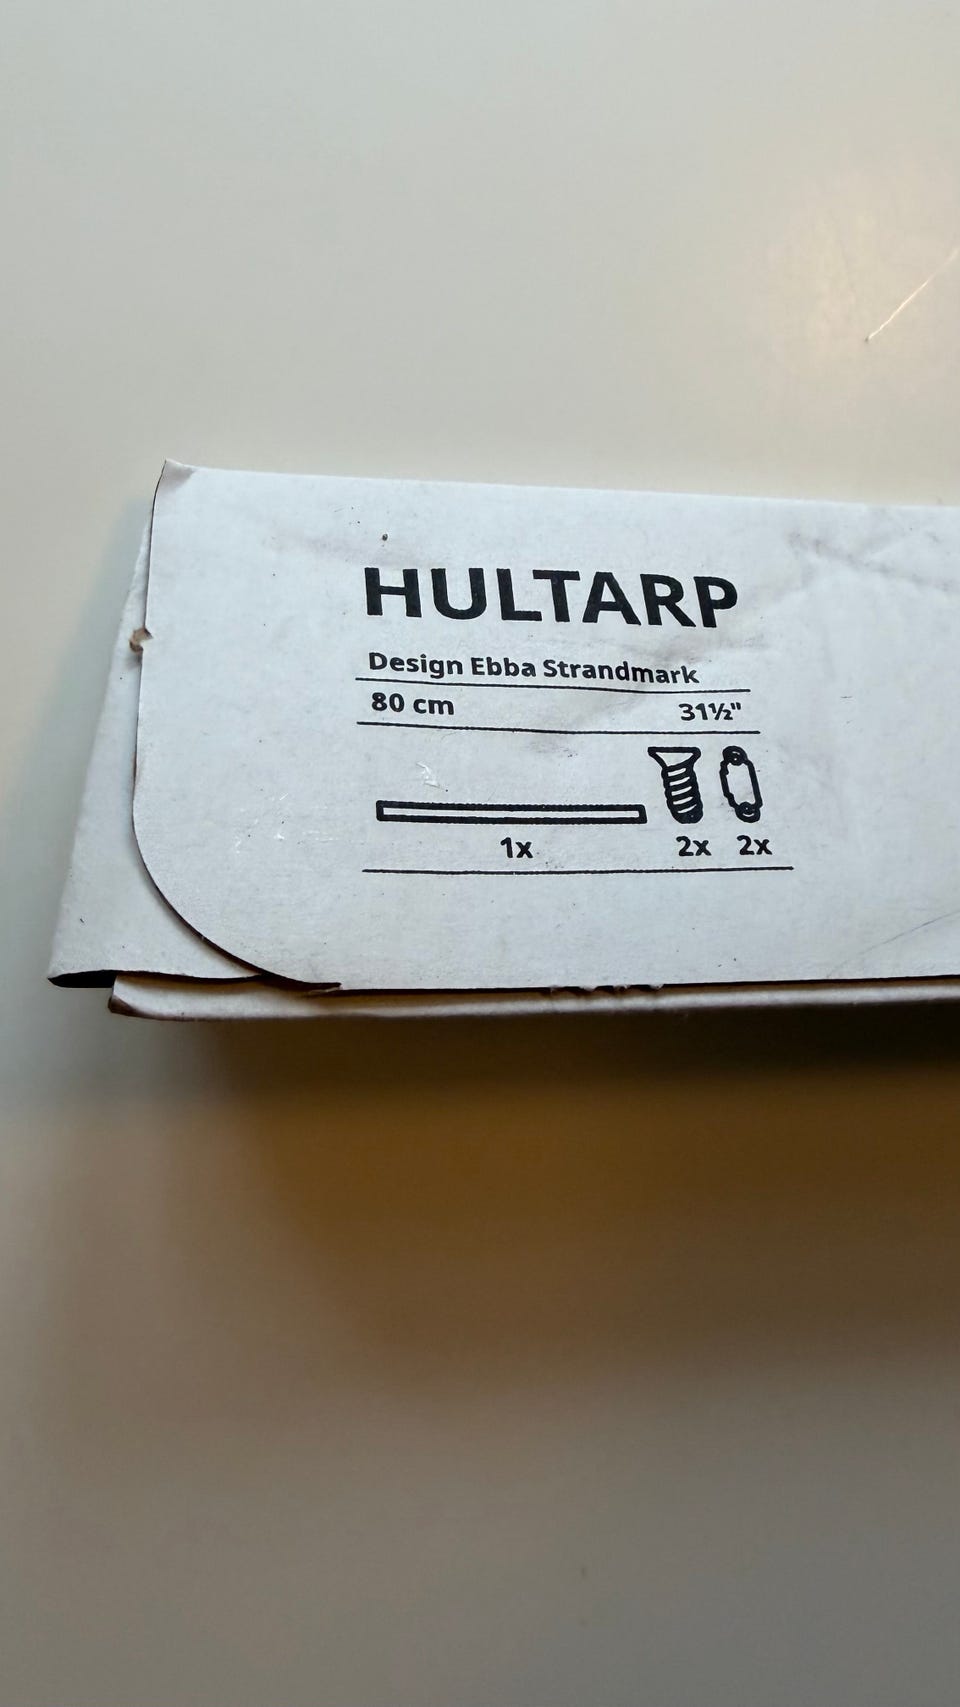 HULTARP
Design Ebba Strandmark
80 cm 31½"
1x 2x 2x